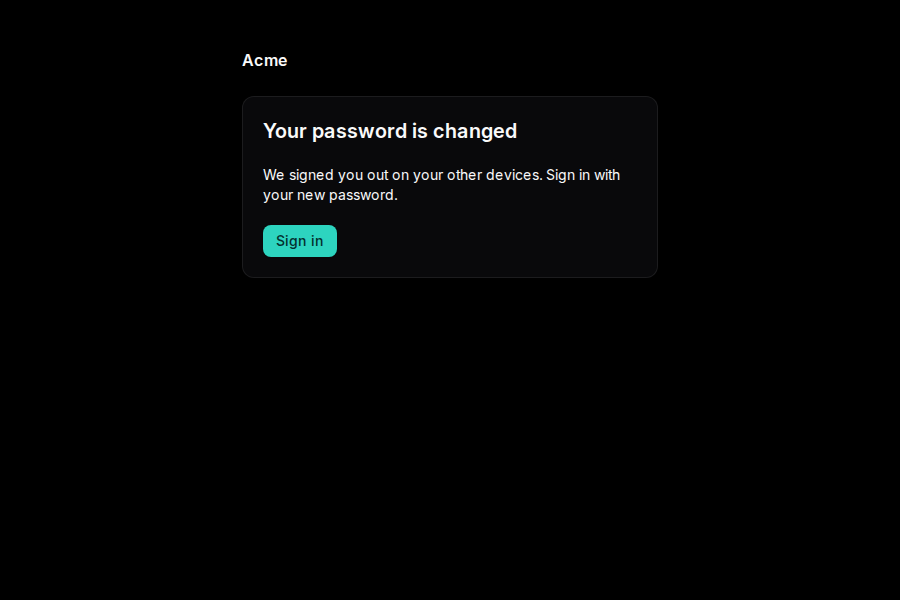 Acme
Your password is changed
We signed you out on your other devices. Sign in with
your new password.
Sign in